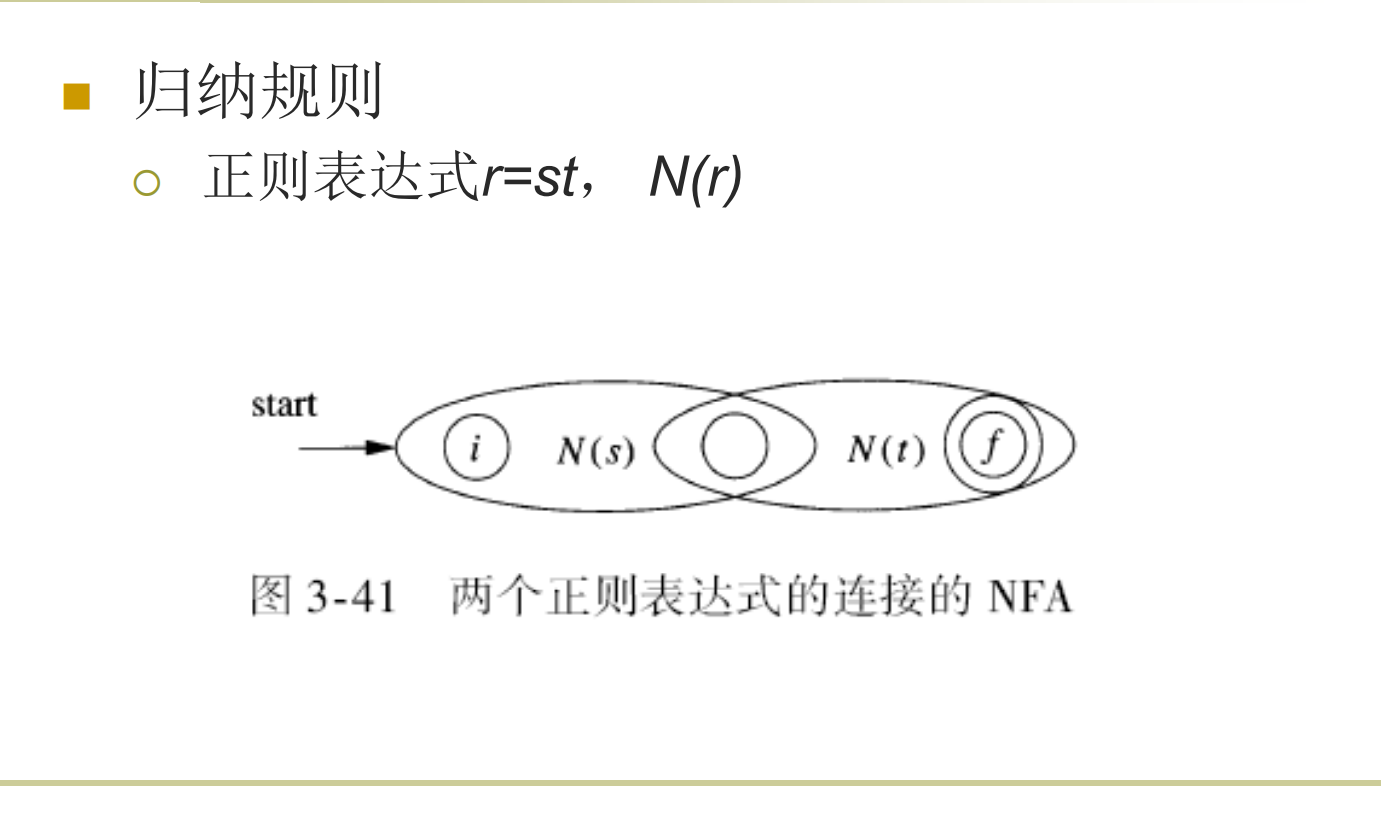 归纳规则
正则表达式r=st， N(r)
start
i N(s) N(t) f
图 3-41 两个正则表达式的连接的 NFA